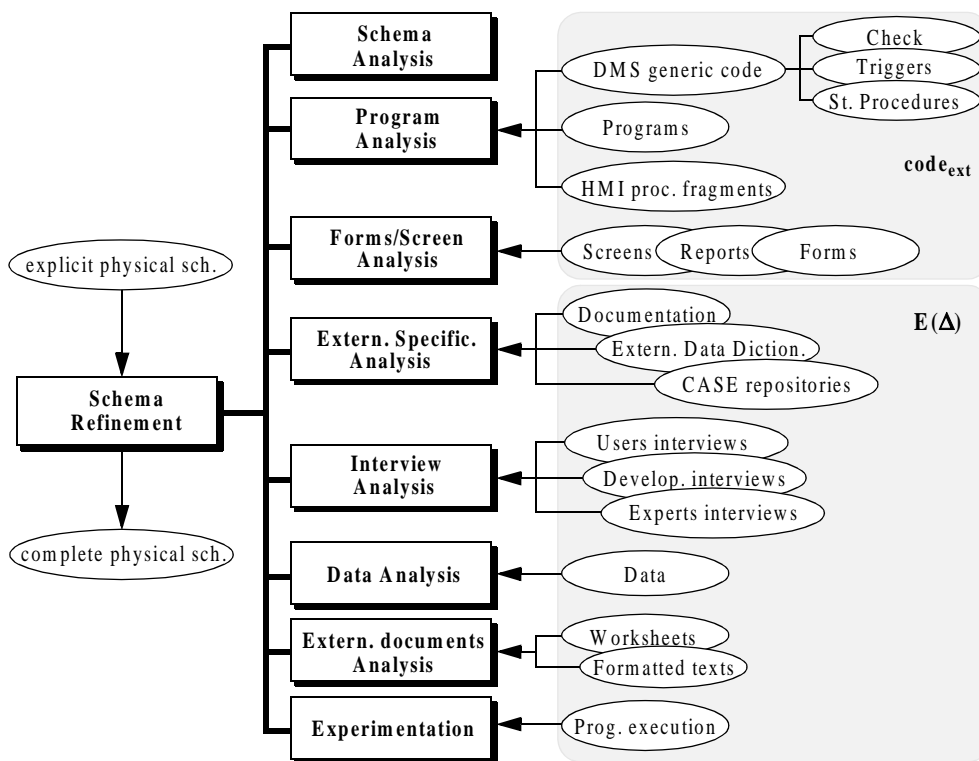 Schema
Analysis
Check
DMS generic code
Triggers
St. Procedures
Program
Analysis
Programs
code_ext
HMI proc. fragments
Forms/Screen
Analysis
Screens
Reports
Forms
explicit physical sch.
Documentation
E(Δ)
Extern. Specific.
Analysis
Extern. Data Diction.
CASE repositories
Schema
Refinement
Users interviews
Interview
Analysis
Develop. interviews
Experts interviews
complete physical sch.
Data Analysis
Data
Extern. documents
Analysis
Worksheets
Formatted texts
Experimentation
Prog. execution